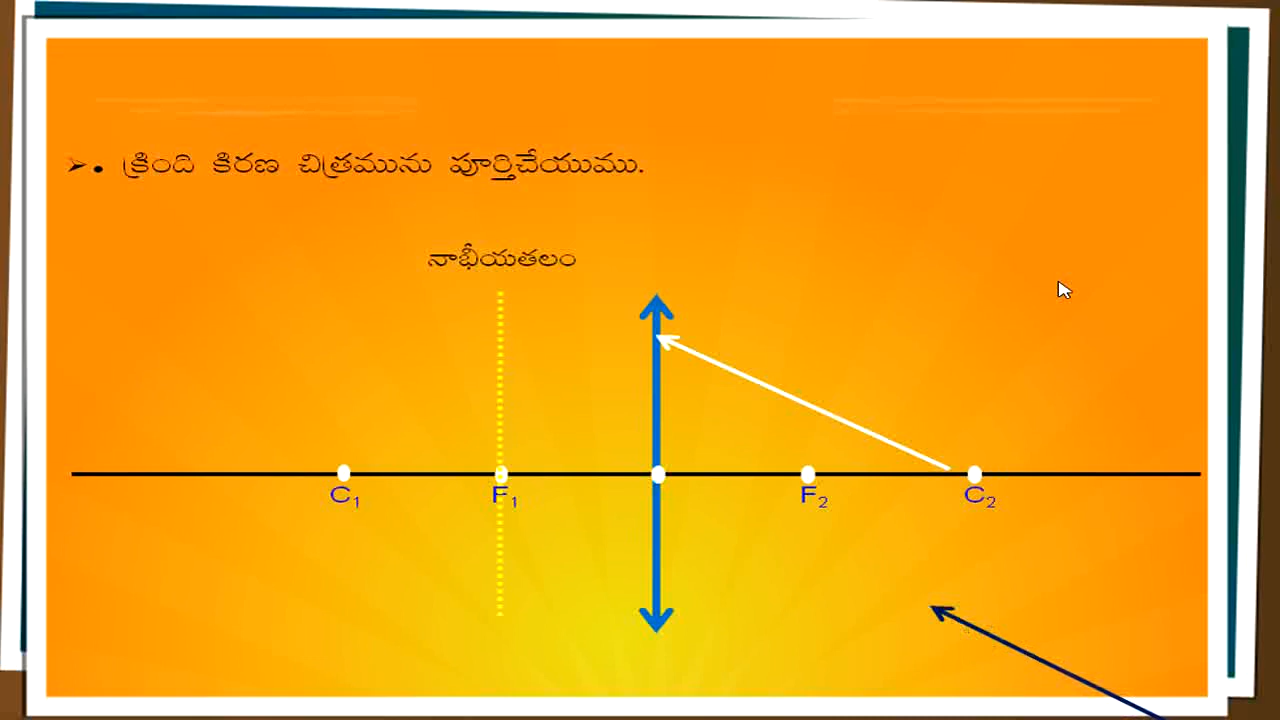 ➢• క్రింది కిరణ చిత్రమును పూర్తిచేయుము.
నాభీయతలం
C₁ F₁ F₂ C₂